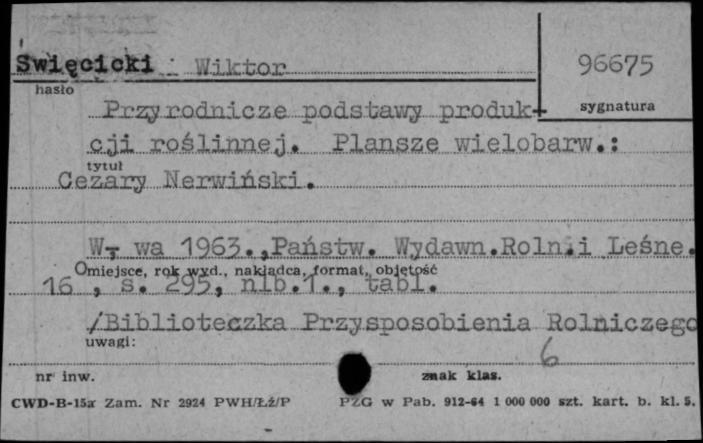 Święcicki Wiktor
96675
hasło
sygnatura
Przyrodnicze podstawy produk-
cji roślinnej. Plansze wielobarw.:
tytuł
Cezary Nerwiński.
W- wa 1963., Państw. Wydawn.Roln.i Leśne.
miejsce, rok wyd., nakładca, format, objętość
16°, s. 295, nlb.1., tabl.
/Biblioteczka Przysposobienia Rolniczego
uwagi:
6
nr inw.
znak klas.
CWD-B-15a Zam. Nr 2924 PWH/Łź/P
PZG w Pab. 912-64 1 000 000 szt. kart. b. kl. 5.